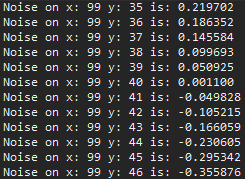 Noise on x: 99 y: 35 is: 0.219702
Noise on x: 99 y: 36 is: 0.186352
Noise on x: 99 y: 37 is: 0.145584
Noise on x: 99 y: 38 is: 0.099693
Noise on x: 99 y: 39 is: 0.050925
Noise on x: 99 y: 40 is: 0.001100
Noise on x: 99 y: 41 is: -0.049828
Noise on x: 99 y: 42 is: -0.105215
Noise on x: 99 y: 43 is: -0.166059
Noise on x: 99 y: 44 is: -0.230605
Noise on x: 99 y: 45 is: -0.295342
Noise on x: 99 y: 46 is: -0.355876